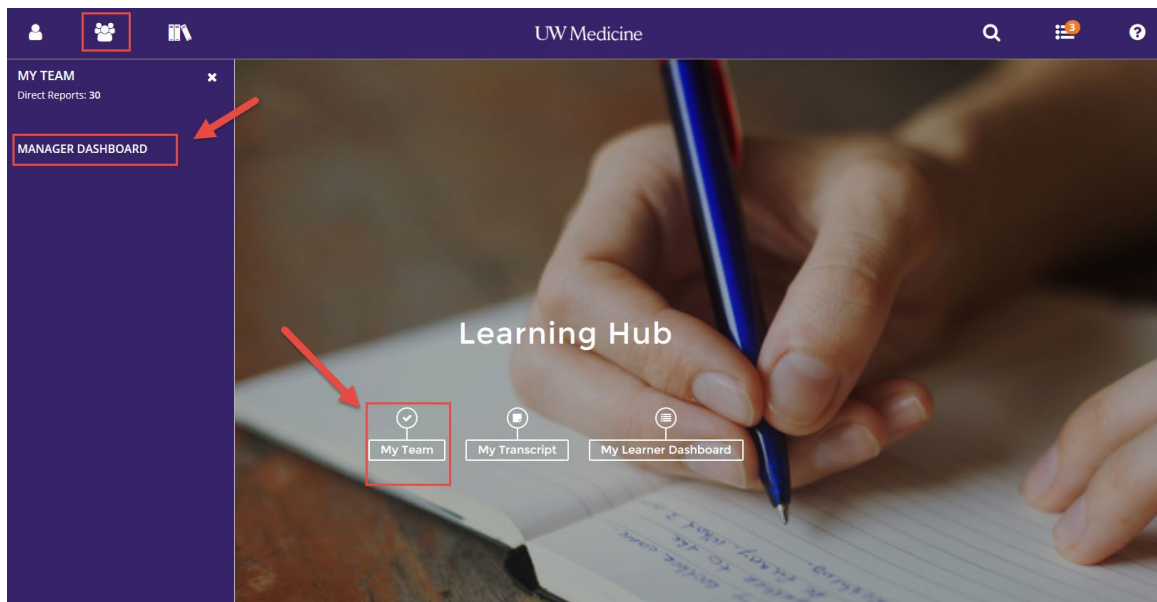 UW Medicine
3
?
MY TEAM
Direct Reports: 30
MANAGER DASHBOARD
Learning Hub
My Team
My Transcript
My Learner Dashboard